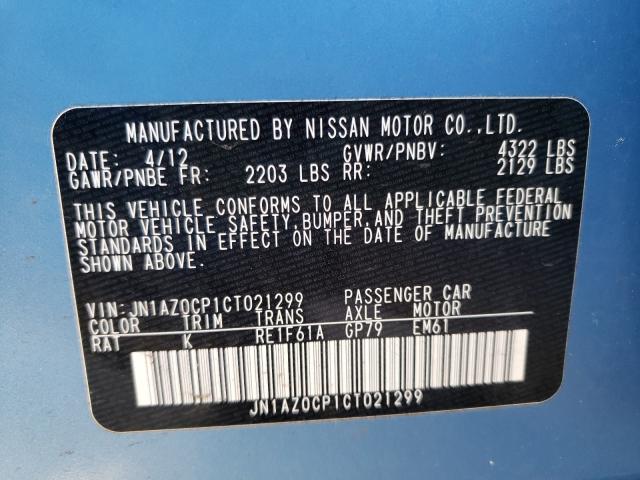 MANUFACTURED BY NISSAN MOTOR CO.,LTD.
DATE: 4/12 GVWR/PNBV: 4322 LBS
GAWR/PNBE FR: 2203 LBS RR: 2129 LBS
THIS VEHICLE CONFORMS TO ALL APPLICABLE FEDERAL
MOTOR VEHICLE SAFETY, BUMPER, AND THEFT PREVENTION
STANDARDS IN EFFECT ON THE DATE OF MANUFACTURE
SHOWN ABOVE.
VIN: JN1AZ0CP1CT021299 PASSENGER CAR
COLOR TRIM TRANS AXLE MOTOR
RAT K RE1F61A GP79 EM61
JN1AZ0CP1CT021299